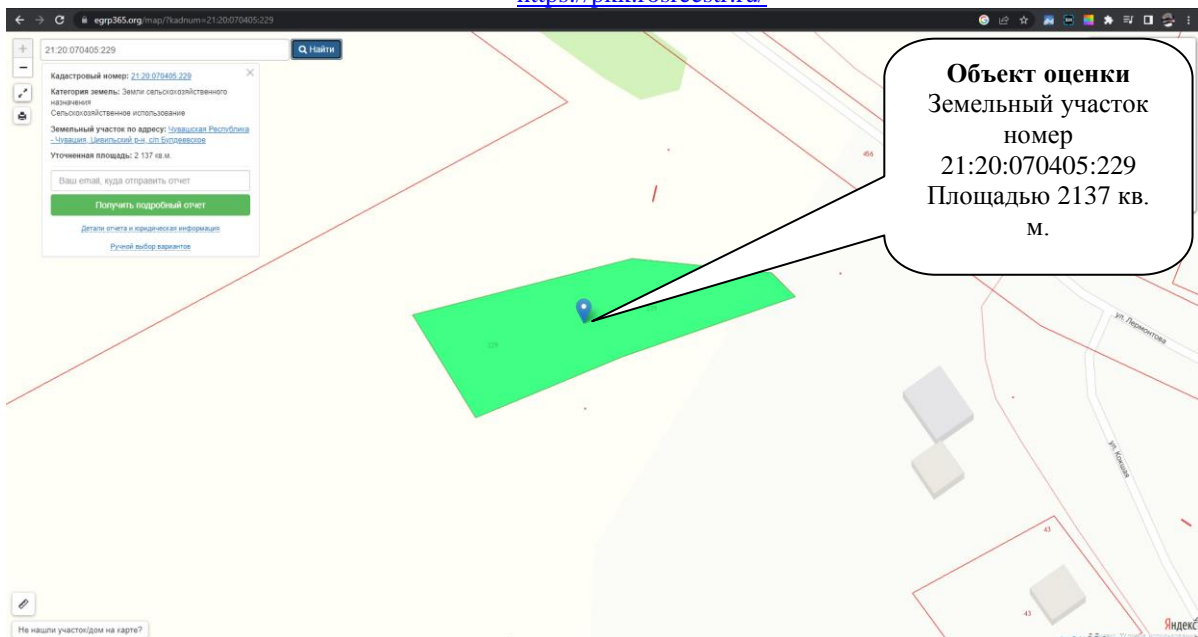 https://pkk.rosreestr.ru/
egrp365.org/map/?kadnum=21:20:070405:229
21:20:070405:229
Найти
Кадастровый номер: 21:20:070405:229
Категория земель: Земли сельскохозяйственного
назначения
Сельскохозяйственное использование
Земельный участок по адресу: Чувашская Республика
- Чувашия, Цивильский р-н, с/п Булдеевское
Уточненная площадь: 2 137 кв.м.
Ваш email, куда отправить отчет
Получить подробный отчет
Детали отчета и юридическая информация
Ручной выбор вариантов
Объект оценки
Земельный участок
номер
21:20:070405:229
Площадью 2137 кв.
м.
456
229
ул. Лермонтова
ул. Кокшая
43
43
Не нашли участок/дом на карте?
Яндекс